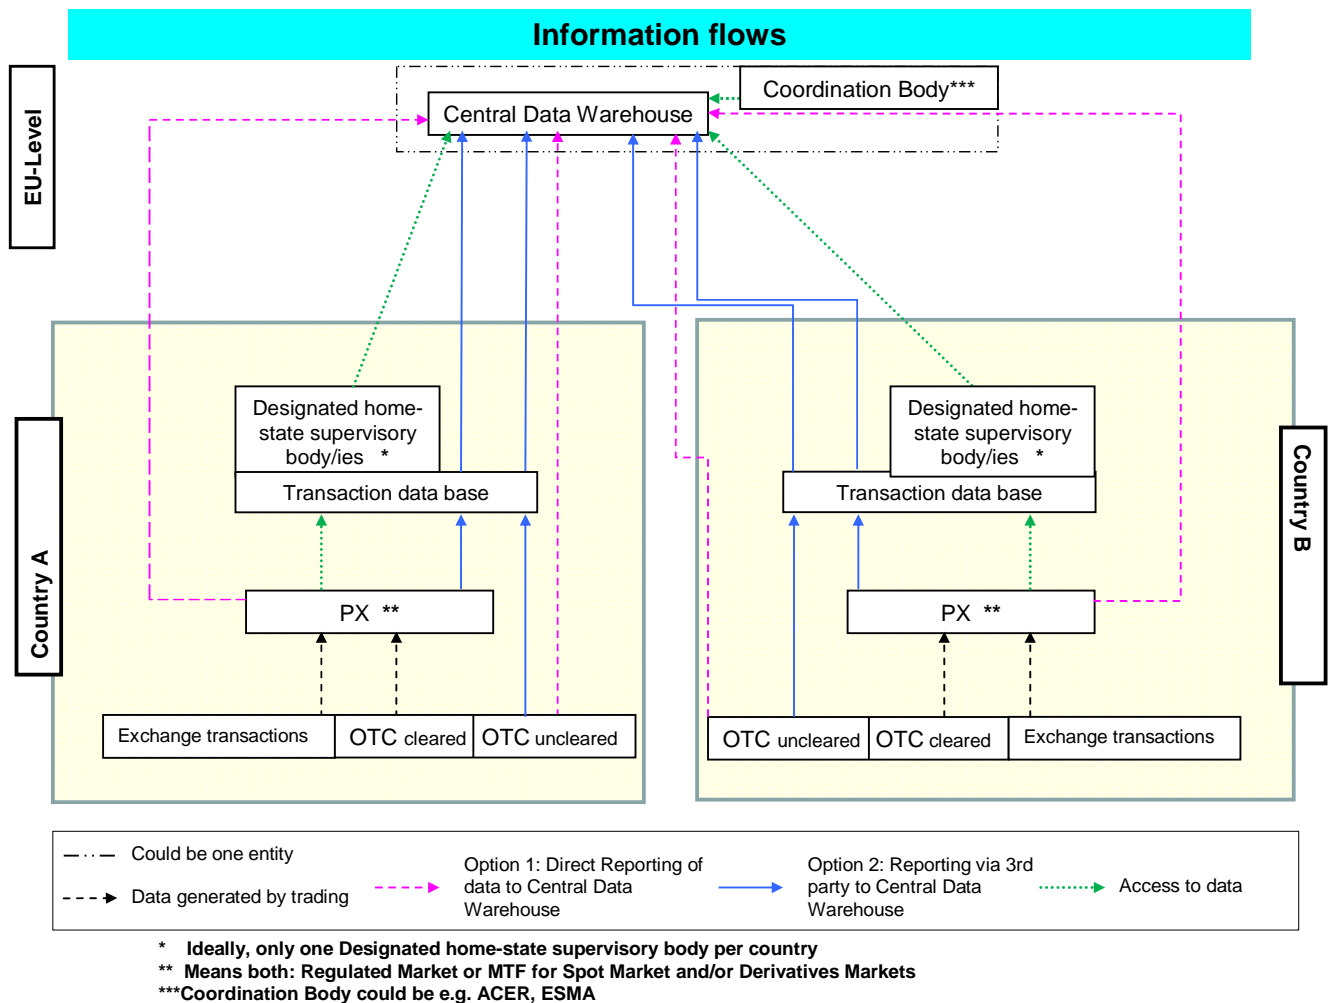 Information flows
EU-Level
Coordination Body***
Central Data Warehouse
Country A
Designated home-
state supervisory
body/ies *
Transaction data base
PX **
Exchange transactions
OTC cleared
OTC uncleared
Designated home-
state supervisory
body/ies *
Transaction data base
PX **
OTC uncleared
OTC cleared
Exchange transactions
Country B
Could be one entity
Data generated by trading
Option 1: Direct Reporting of
data to Central Data
Warehouse
Option 2: Reporting via 3rd
party to Central Data
Warehouse
Access to data
* Ideally, only one Designated home-state supervisory body per country
** Means both: Regulated Market or MTF for Spot Market and/or Derivatives Markets
***Coordination Body could be e.g. ACER, ESMA